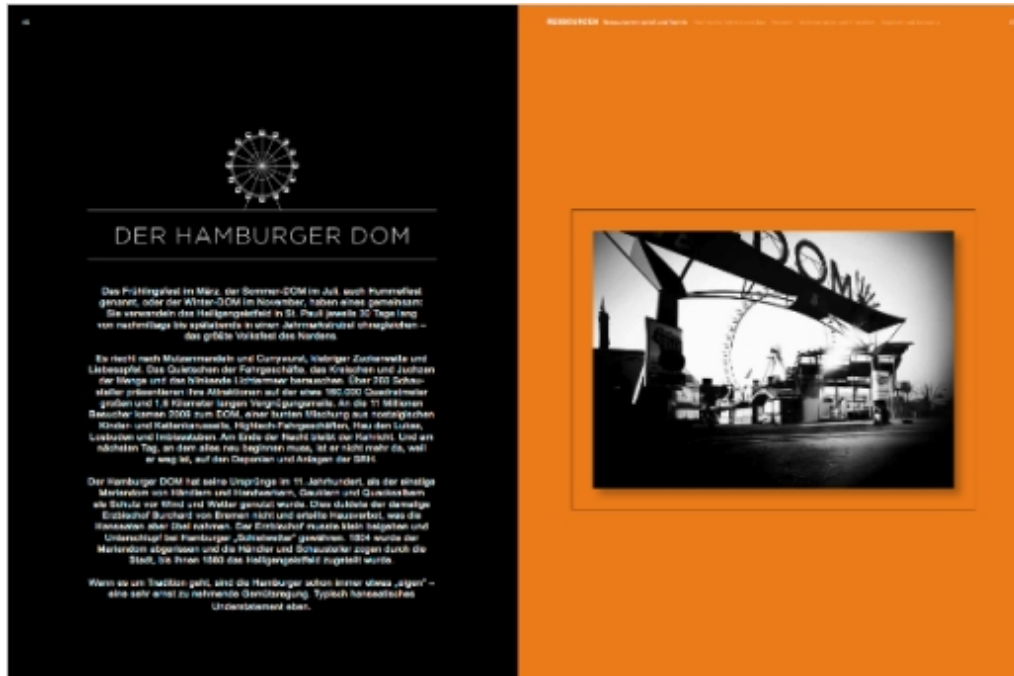 RESSOURCEN
DER HAMBURGER DOM
Das Frühlingsfest im März, der Sommer-DOM im Juli, auch Hummelfest
genannt, oder der Winter-DOM im November, haben eines gemeinsam:
Sie verwandeln das Heiligengeistfeld in St. Pauli jeweils 30 Tage lang
von nachmittags bis spätabends in einen Jahrmarktstrubel ohnegleichen –
das größte Volksfest des Nordens.
Es riecht nach Mutzenmandeln und Currywurst, klebriger Zuckerwatte und
Liebesapfel. Das Quietschen der Fahrgeschäfte, das Kreischen und Juchzen
der Menge und das blinkende Lichtermeer berauschen. Über 260 Schau-
steller präsentieren ihre Attraktionen auf der etwa 160.000 Quadratmeter
großen und 1,6 Kilometer langen Vergnügungsmeile. An die 11 Millionen
Besucher kamen 2009 zum DOM, einer bunten Mischung aus nostalgischen
Kinder- und Kettenkarussells, Hightech-Fahrgeschäften, Hau den Lukas,
Losbuden und Imbissstuben. Am Ende der Nacht bleibt der Kehricht. Und am
nächsten Tag, an dem alles neu beginnen muss, ist er nicht mehr da, weil
er weg ist, auf den Deponien und Anlagen der SRH.
Der Hamburger DOM hat seine Ursprünge im 11. Jahrhundert, als der einstige
Mariendom von Händlern und Handwerkern, Gauklern und Quacksalbern
als Schutz vor Wind und Wetter genutzt wurde. Dies duldete der damalige
Erzbischof Burchard von Bremen nicht und erteilte Hausverbot, was die
Hanseaten aber übel nahmen. Der Erzbischof musste klein beigeben und
Unterschlupf bei Hamburger „Schietwetter“ gewähren. 1804 wurde der
Mariendom abgerissen und die Händler und Schausteller zogen durch die
Stadt, bis ihnen 1893 das Heiligengeistfeld zugeteilt wurde.
Wenn es um Tradition geht, sind die Hamburger schon immer etwas „eigen“ –
eine sehr ernst zu nehmende Gemütsregung. Typisch hanseatisches
Understatement eben.
DOM